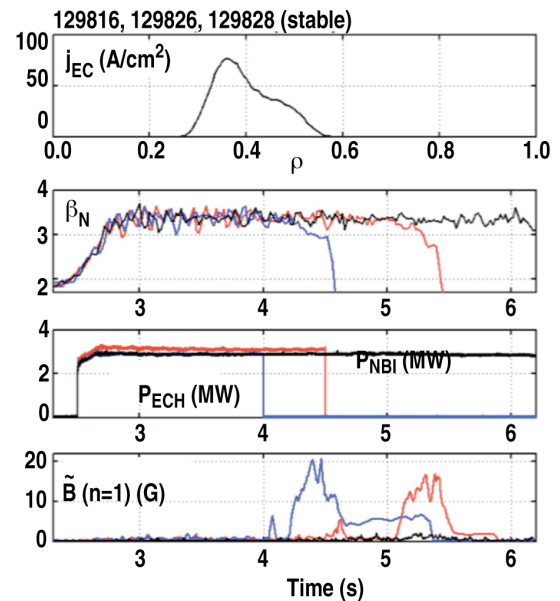 129816, 129826, 129828 (stable)
100
j_EC (A/cm²)
50
0
0.0 0.2 0.4 0.6 0.8 1.0
ρ
4
β_N
3
2
3 4 5 6
4
P_NBI (MW)
2
P_ECH (MW)
0
3 4 5 6
20
B̃ (n=1) (G)
10
0
3 4 5 6
Time (s)